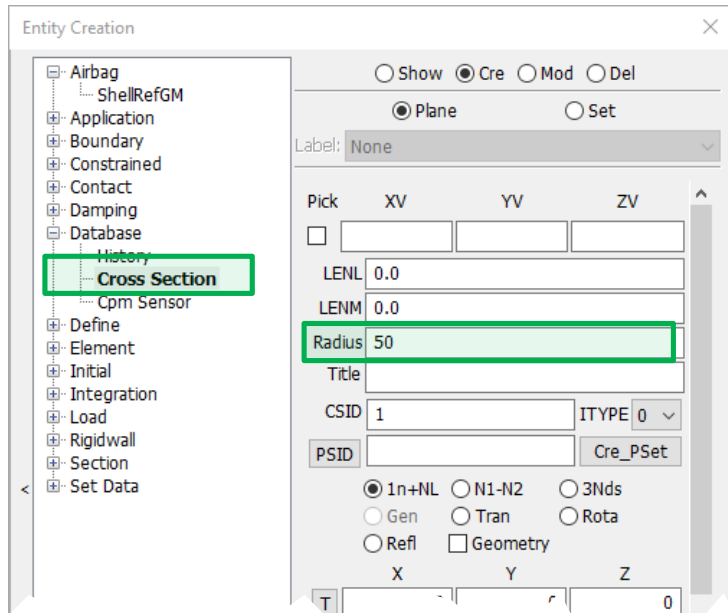 Entity Creation
Airbag
ShellRefGM
Application
Boundary
Constrained
Contact
Damping
Database
History
Cross Section
Cpm Sensor
Define
Element
Initial
Integration
Load
Rigidwall
Section
Set Data
<
Show Cre Mod Del
Plane Set
Label: None
Pick XV YV ZV
LENL 0.0
LENM 0.0
Radius 50
Title
CSID 1 ITYPE 0
PSID Cre_PSet
1n+NL N1-N2 3Nds
Gen Tran Rota
Refl Geometry
X Y Z
T 0